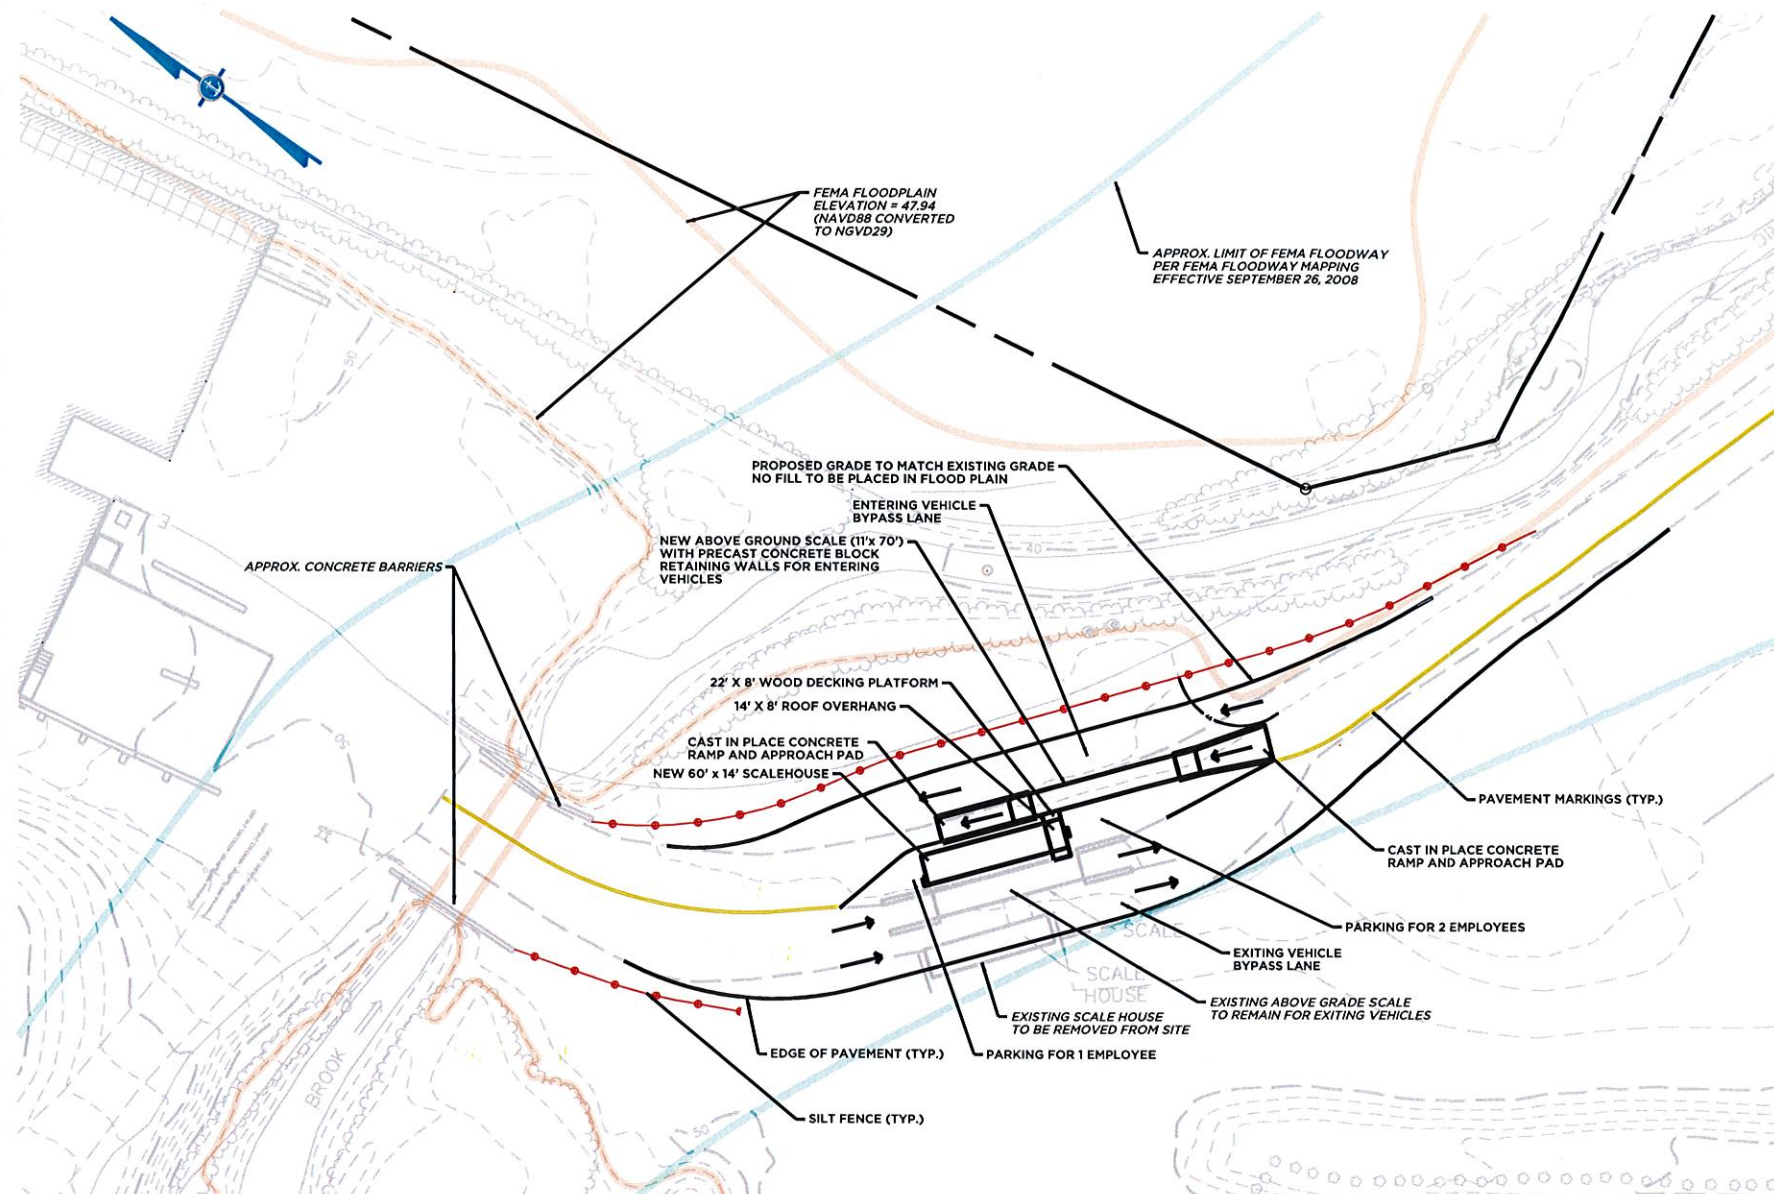 FEMA FLOODPLAIN
ELEVATION = 47.94
(NAVD88 CONVERTED
TO NGVD29)
APPROX. LIMIT OF FEMA FLOODWAY
PER FEMA FLOODWAY MAPPING
EFFECTIVE SEPTEMBER 26, 2008
50
PROPOSED GRADE TO MATCH EXISTING GRADE
NO FILL TO BE PLACED IN FLOOD PLAIN
ENTERING VEHICLE
BYPASS LANE
NEW ABOVE GROUND SCALE (11'x 70')
WITH PRECAST CONCRETE BLOCK
RETAINING WALLS FOR ENTERING
VEHICLES
40
APPROX. CONCRETE BARRIERS
22' X 8' WOOD DECKING PLATFORM
14' X 8' ROOF OVERHANG
CAST IN PLACE CONCRETE
RAMP AND APPROACH PAD
NEW 60' x 14' SCALEHOUSE
50
PAVEMENT MARKINGS (TYP.)
CAST IN PLACE CONCRETE
RAMP AND APPROACH PAD
PARKING FOR 2 EMPLOYEES
SCALE
EXITING VEHICLE
BYPASS LANE
SCALE
HOUSE
EXISTING ABOVE GRADE SCALE
TO REMAIN FOR EXITING VEHICLES
EXISTING SCALE HOUSE
TO BE REMOVED FROM SITE
EDGE OF PAVEMENT (TYP.)
PARKING FOR 1 EMPLOYEE
BROOK
SILT FENCE (TYP.)
50